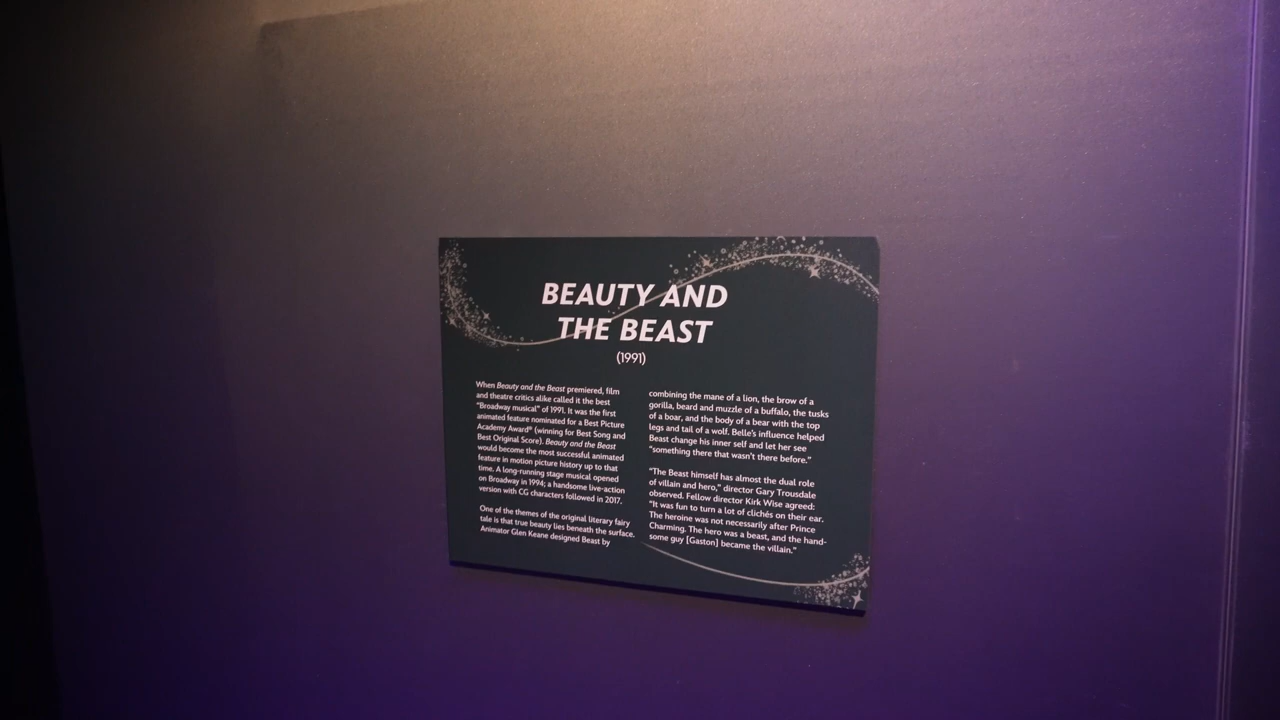 BEAUTY AND
THE BEAST
(1991)
When Beauty and the Beast premiered, film
and theatre critics alike called it the best
"Broadway musical" of 1991. It was the first
animated feature nominated for a Best Picture
Academy Award® (winning for Best Song and
Best Original Score). Beauty and the Beast
would become the most successful animated
feature in motion picture history up to that
time. A long-running stage musical opened
on Broadway in 1994; a handsome live-action
version with CG characters followed in 2017.
One of the themes of the original literary fairy
tale is that true beauty lies beneath the surface.
Animator Glen Keane designed Beast by
combining the mane of a lion, the brow of a
gorilla, beard and muzzle of a buffalo, the tusks
of a boar, and the body of a bear with the top
legs and tail of a wolf. Belle's influence helped
Beast change his inner self and let her see
"something there that wasn't there before."
"The Beast himself has almost the dual role
of villain and hero," director Gary Trousdale
observed. Fellow director Kirk Wise agreed:
"It was fun to turn a lot of clichés on their ear.
The heroine was not necessarily after Prince
Charming. The hero was a beast, and the hand-
some guy [Gaston] became the villain."